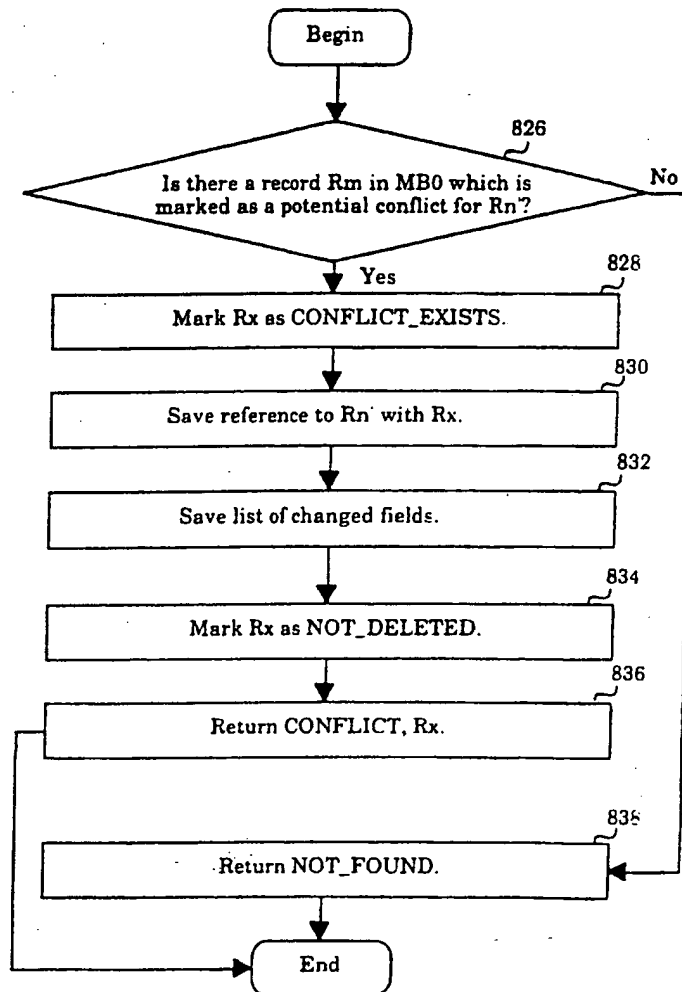 Begin
826
Is there a record Rm in MB0 which is
marked as a potential conflict for Rn'?
No
Yes
828
Mark Rx as CONFLICT_EXISTS.
830
Save reference to Rn' with Rx.
832
Save list of changed fields.
834
Mark Rx as NOT_DELETED.
836
Return CONFLICT, Rx.
838
Return NOT_FOUND.
End